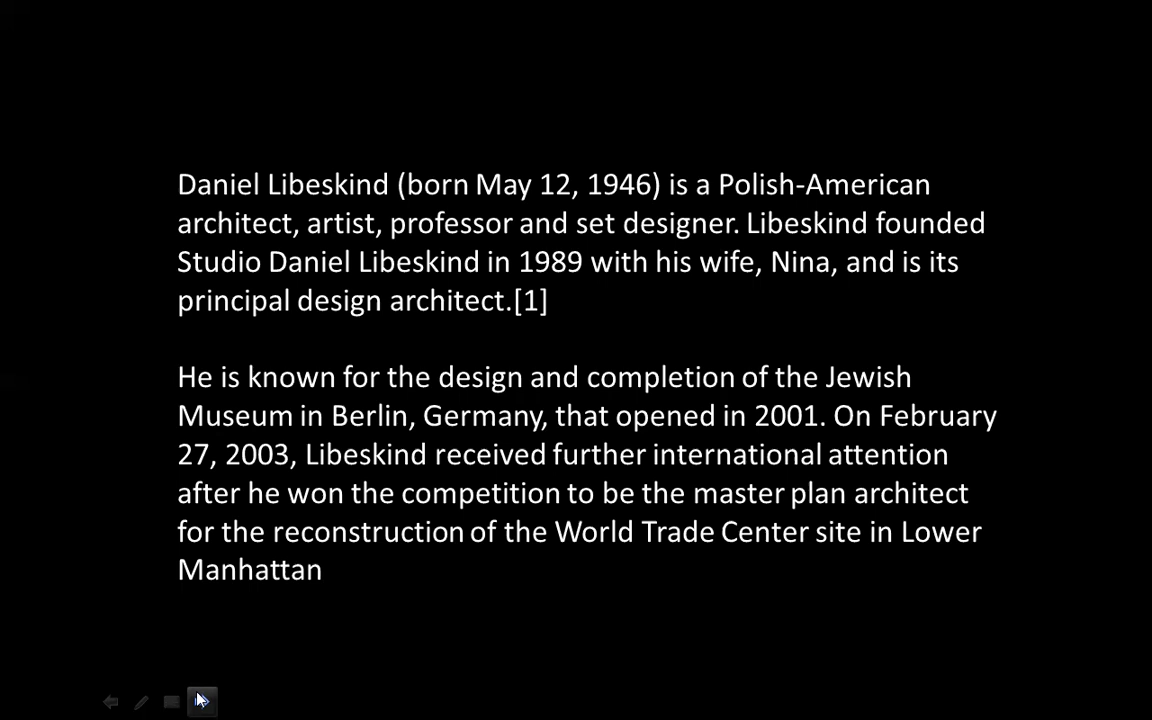 Daniel Libeskind (born May 12, 1946) is a Polish-American
architect, artist, professor and set designer. Libeskind founded
Studio Daniel Libeskind in 1989 with his wife, Nina, and is its
principal design architect.[1]
He is known for the design and completion of the Jewish
Museum in Berlin, Germany, that opened in 2001. On February
27, 2003, Libeskind received further international attention
after he won the competition to be the master plan architect
for the reconstruction of the World Trade Center site in Lower
Manhattan